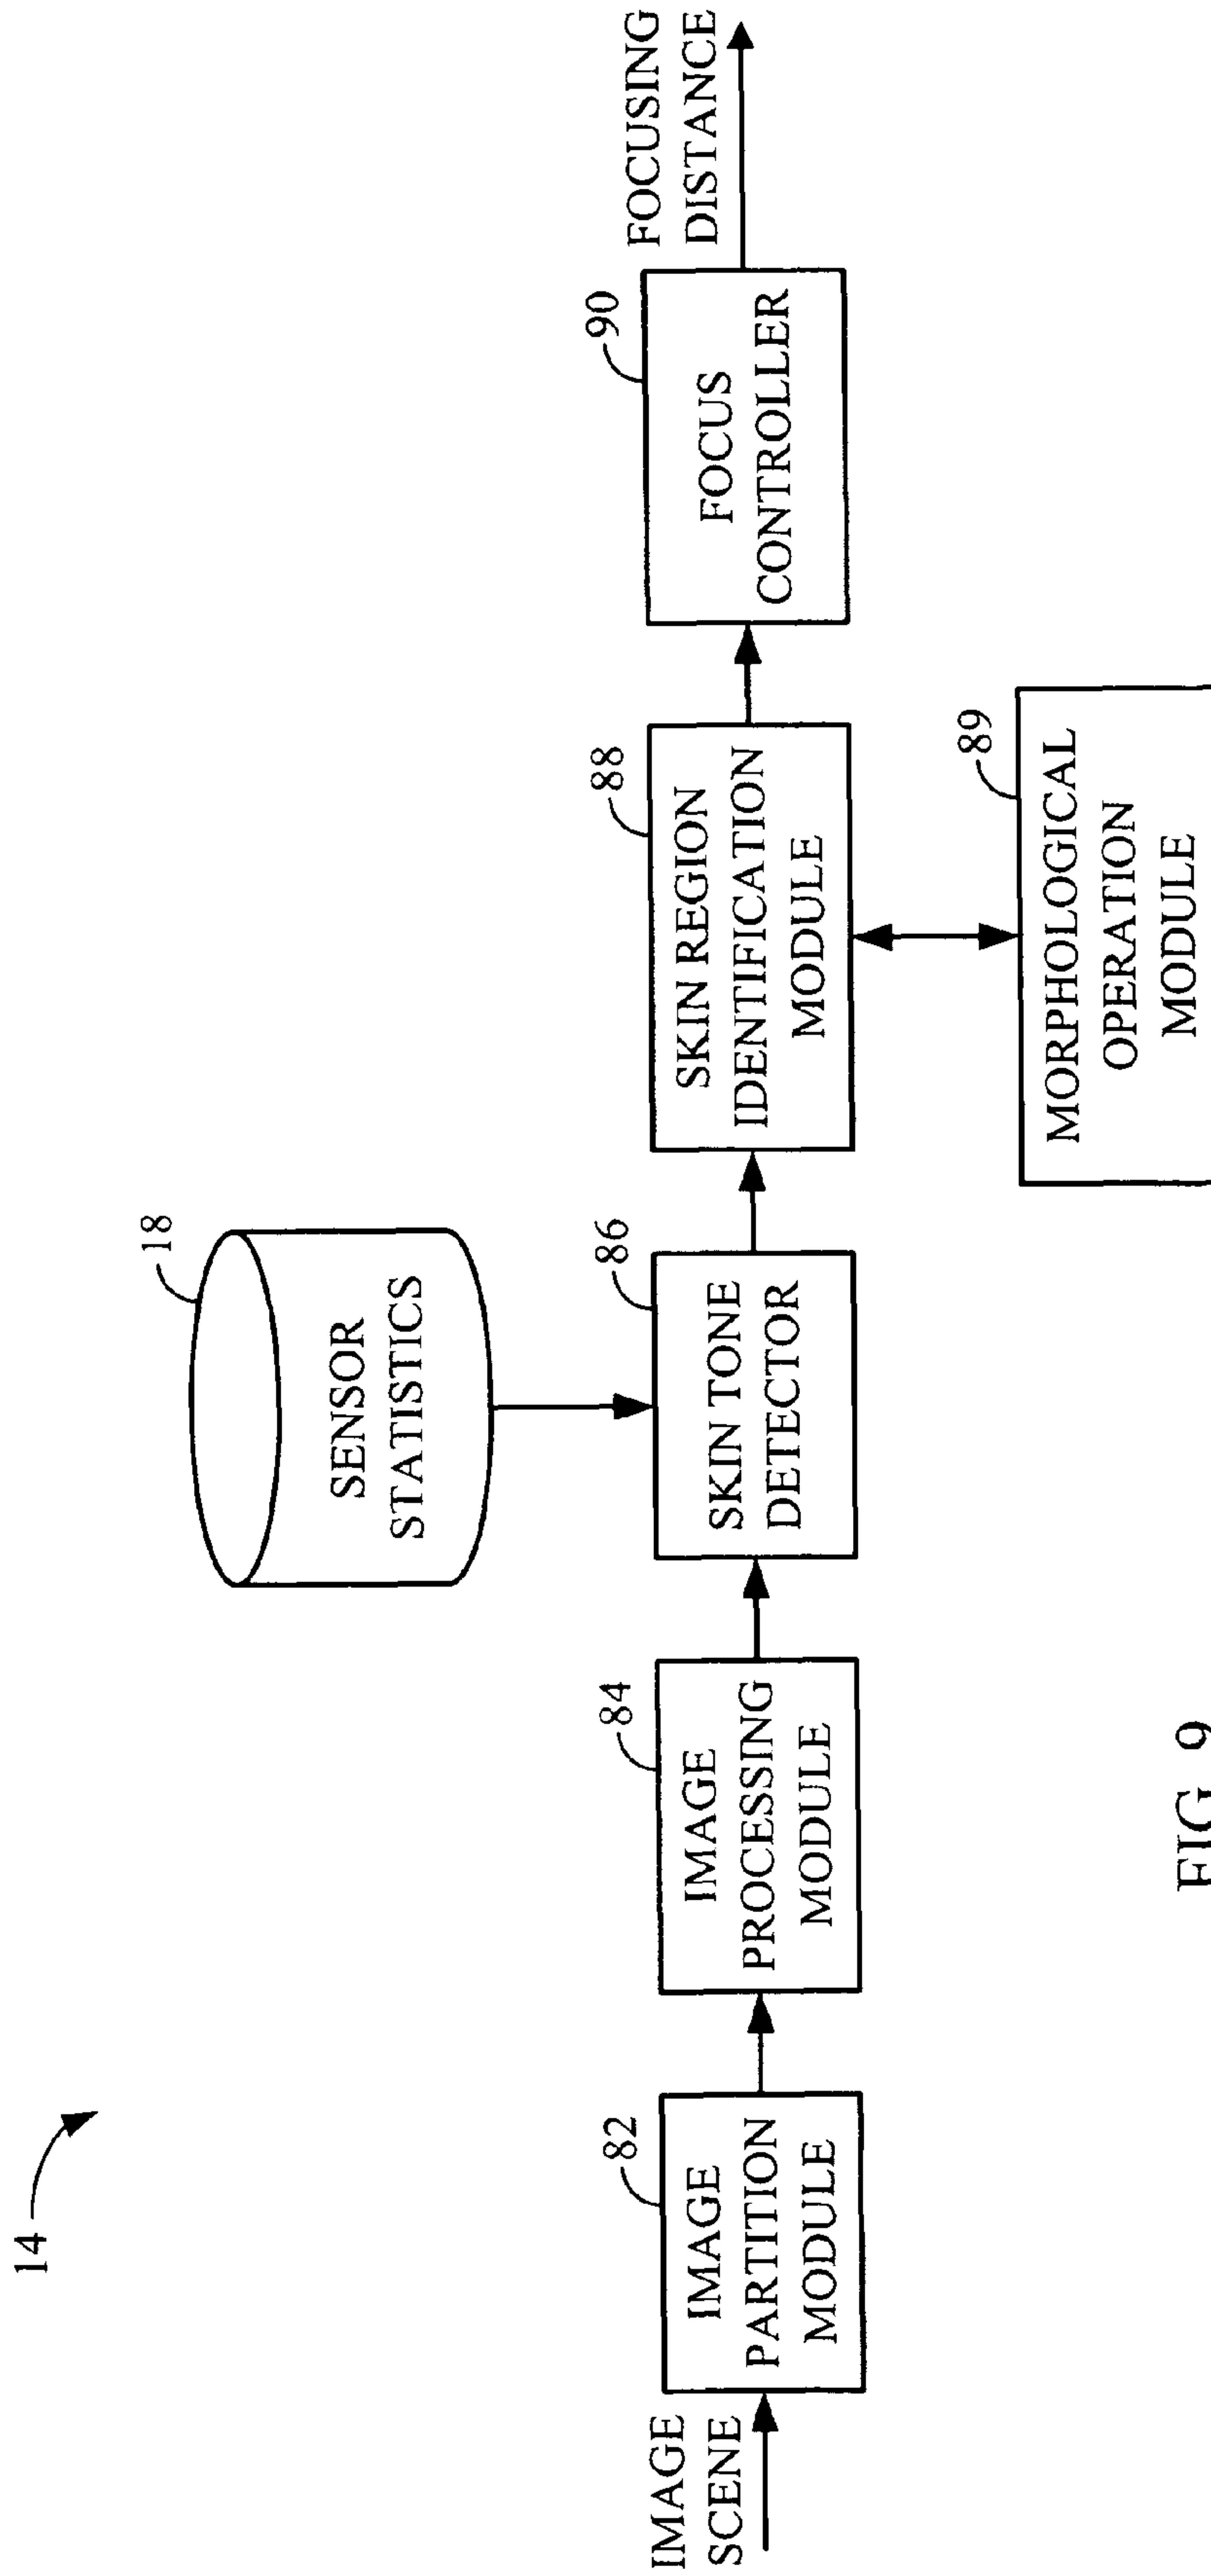 14
18
SENSOR
STATISTICS
IMAGE
SCENE
82
IMAGE
PARTITION
MODULE
84
IMAGE
PROCESSING
MODULE
86
SKIN TONE
DETECTOR
88
SKIN REGION
IDENTIFICATION
MODULE
90
FOCUS
CONTROLLER
FOCUSING
DISTANCE
89
MORPHOLOGICAL
OPERATION
MODULE
FIG. 9